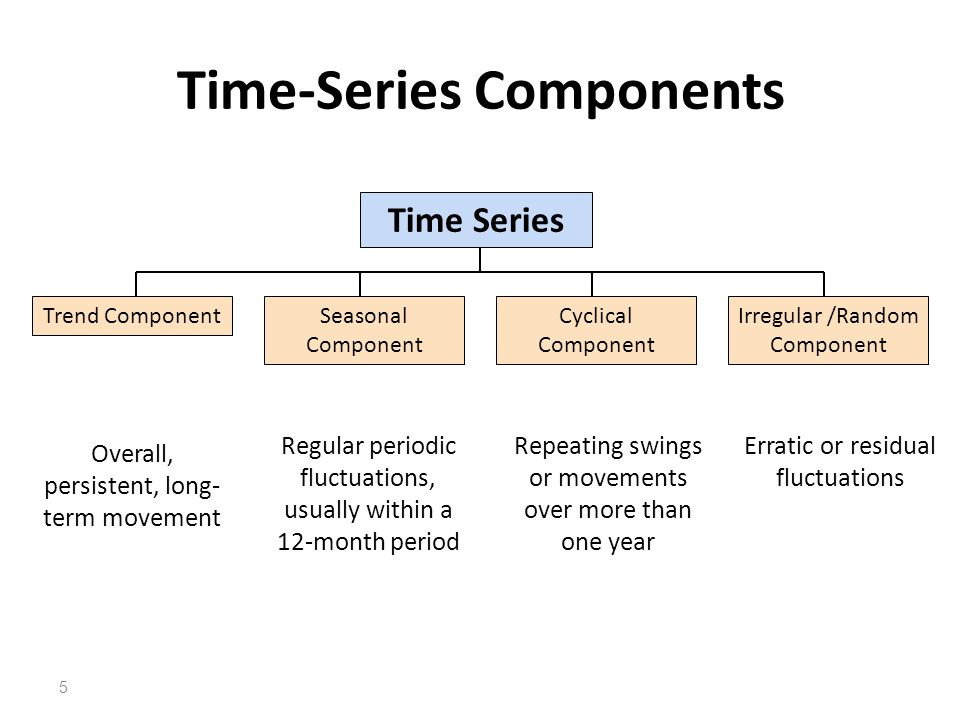 Time-Series Components
Time Series
Trend Component
Seasonal
Component
Cyclical
Component
Irregular /Random
Component
Overall,
persistent, long-
term movement
Regular periodic
fluctuations,
usually within a
12-month period
Repeating swings
or movements
over more than
one year
Erratic or residual
fluctuations
5